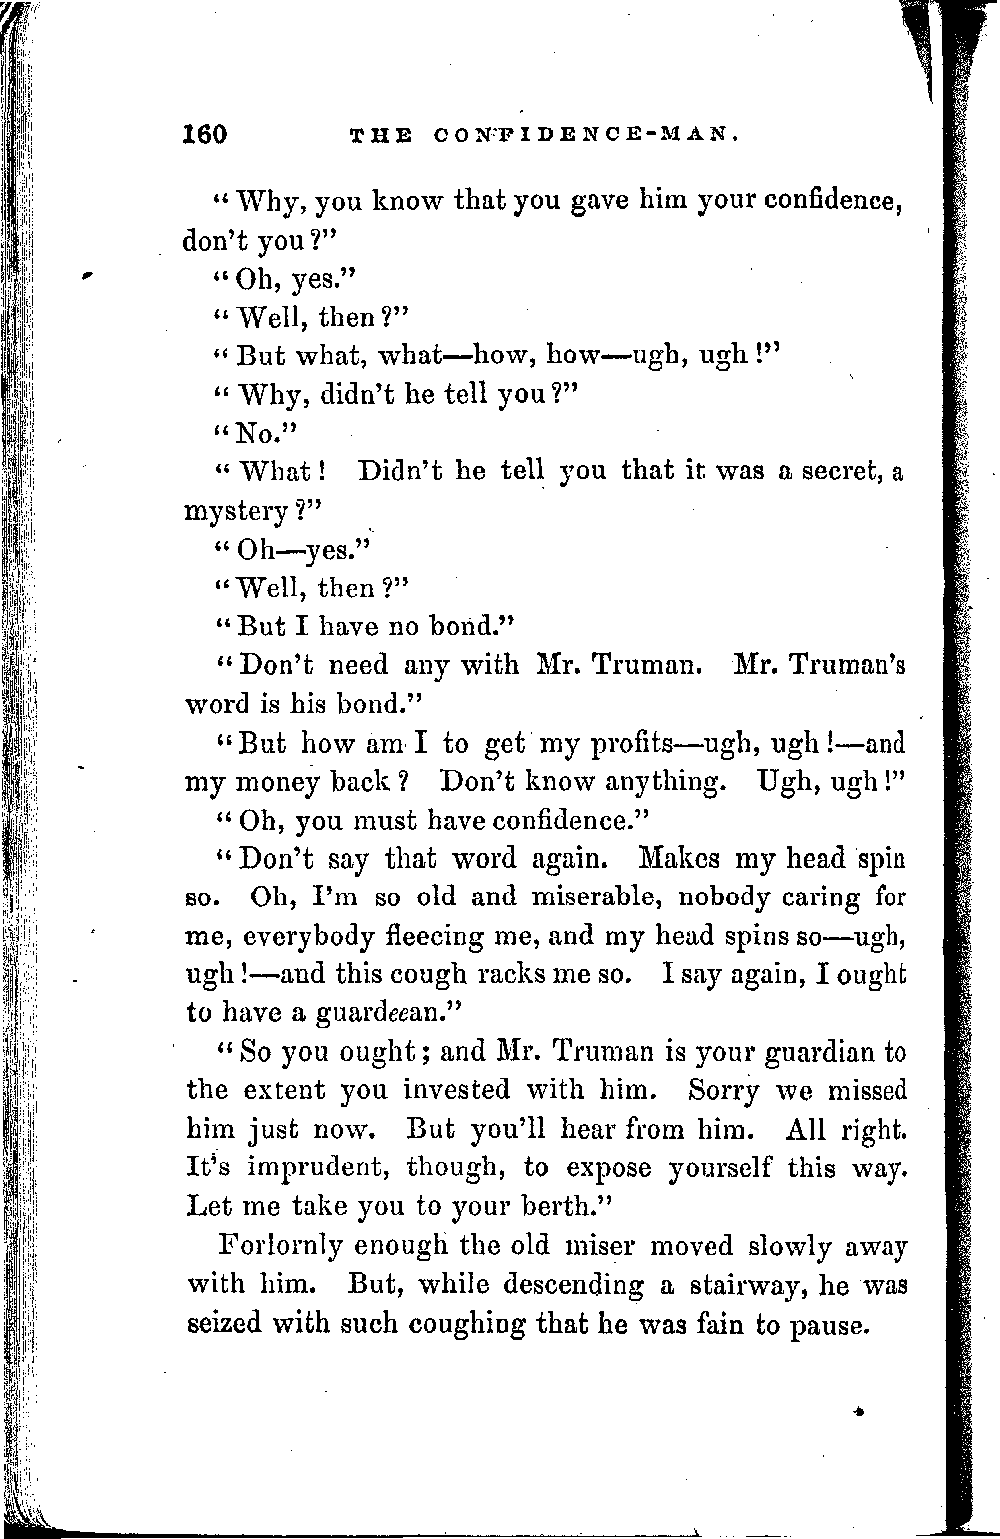 160 THE CONFIDENCE-MAN.
“Why, you know that you gave him your confidence,
don’t you?”
“Oh, yes.”
“Well, then?”
“But what, what—how, how—ugh, ugh!”
“Why, didn’t he tell you?”
“No.”
“What! Didn’t he tell you that it was a secret, a
mystery?”
“Oh—yes.”
“Well, then?”
“But I have no bond.”
“Don’t need any with Mr. Truman. Mr. Truman’s
word is his bond.”
“But how am I to get my profits—ugh, ugh!—and
my money back? Don’t know anything. Ugh, ugh!”
“Oh, you must have confidence.”
“Don’t say that word again. Makes my head spin
so. Oh, I’m so old and miserable, nobody caring for
me, everybody fleecing me, and my head spins so—ugh,
ugh!—and this cough racks me so. I say again, I ought
to have a guardeean.”
“So you ought; and Mr. Truman is your guardian to
the extent you invested with him. Sorry we missed
him just now. But you’ll hear from him. All right.
It’s imprudent, though, to expose yourself this way.
Let me take you to your berth.”
Forlornly enough the old miser moved slowly away
with him. But, while descending a stairway, he was
seized with such coughing that he was fain to pause.